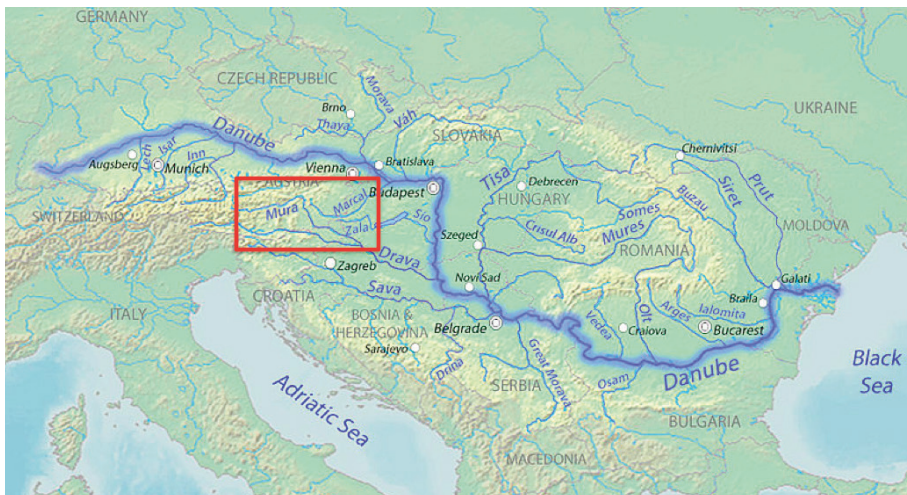 GERMANY
CZECH REPUBLIC
Morava
UKRAINE
Brno
Váh
Thaya
Danube
SLOVAKIA
Chernivitsi
Augsberg
Lech
Isar
Munich
Inn
Vienna
Bratislava
AUSTRIA
Budapest
Tisa
Debrecen
HUNGARY
Siret
Prut
Buzau
SWITZERLAND
Mura
Marcal
Zala
Sio
Somes
Mures
Crisul Alb
MOLDOVA
Szeged
ROMANIA
Drava
Zagreb
Novi Sad
Galati
Sava
CROATIA
Braila
ITALY
BOSNIA &
HERZEGOVINA
Belgrade
Vedea
Craiova
Olt
Arges
Ialomita
Bucarest
Sarajevo
Drina
Great Morava
Black
Sea
Adriatic Sea
SERBIA
Osam
Danube
BULGARIA
MACEDONIA